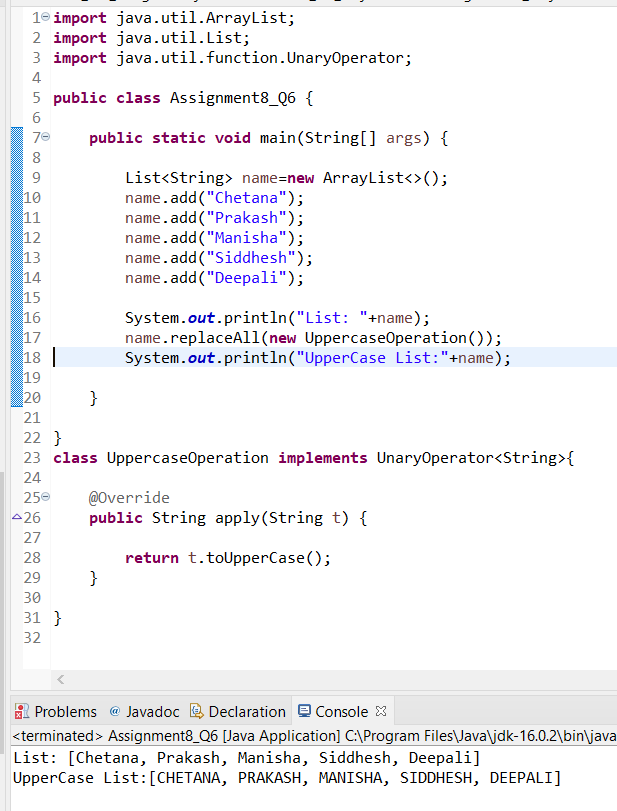 1 import java.util.ArrayList;
2 import java.util.List;
3 import java.util.function.UnaryOperator;
4
5 public class Assignment8_Q6 {
6
7     public static void main(String[] args) {
8
9         List<String> name=new ArrayList<>();
10         name.add("Chetana");
11         name.add("Prakash");
12         name.add("Manisha");
13         name.add("Siddhesh");
14         name.add("Deepali");
15
16         System.out.println("List: "+name);
17         name.replaceAll(new UppercaseOperation());
18         System.out.println("UpperCase List:"+name);
19
20     }
21
22 }
23 class UppercaseOperation implements UnaryOperator<String>{
24
25     @Override
26     public String apply(String t) {
27
28         return t.toUpperCase();
29     }
30
31 }
32
Problems @ Javadoc Declaration Console
<terminated> Assignment8_Q6 [Java Application] C:\Program Files\Java\jdk-16.0.2\bin\java
List: [Chetana, Prakash, Manisha, Siddhesh, Deepali]
UpperCase List:[CHETANA, PRAKASH, MANISHA, SIDDHESH, DEEPALI]